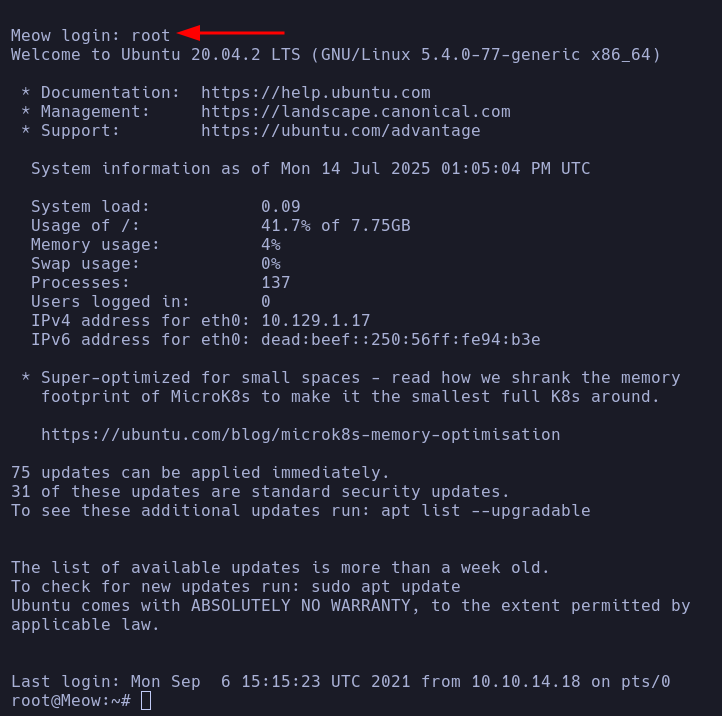 Meow login: root
Welcome to Ubuntu 20.04.2 LTS (GNU/Linux 5.4.0-77-generic x86_64)
* Documentation:  https://help.ubuntu.com
* Management:     https://landscape.canonical.com
* Support:        https://ubuntu.com/advantage
System information as of Mon 14 Jul 2025 01:05:04 PM UTC
System load:           0.09
Usage of /:            41.7% of 7.75GB
Memory usage:          4%
Swap usage:            0%
Processes:             137
Users logged in:       0
IPv4 address for eth0: 10.129.1.17
IPv6 address for eth0: dead:beef::250:56ff:fe94:b3e
* Super-optimized for small spaces - read how we shrank the memory
footprint of MicroK8s to make it the smallest full K8s around.
https://ubuntu.com/blog/microk8s-memory-optimisation
75 updates can be applied immediately.
31 of these updates are standard security updates.
To see these additional updates run: apt list --upgradable
The list of available updates is more than a week old.
To check for new updates run: sudo apt update
Ubuntu comes with ABSOLUTELY NO WARRANTY, to the extent permitted by
applicable law.
Last login: Mon Sep  6 15:15:23 UTC 2021 from 10.10.14.18 on pts/0
root@Meow:~#